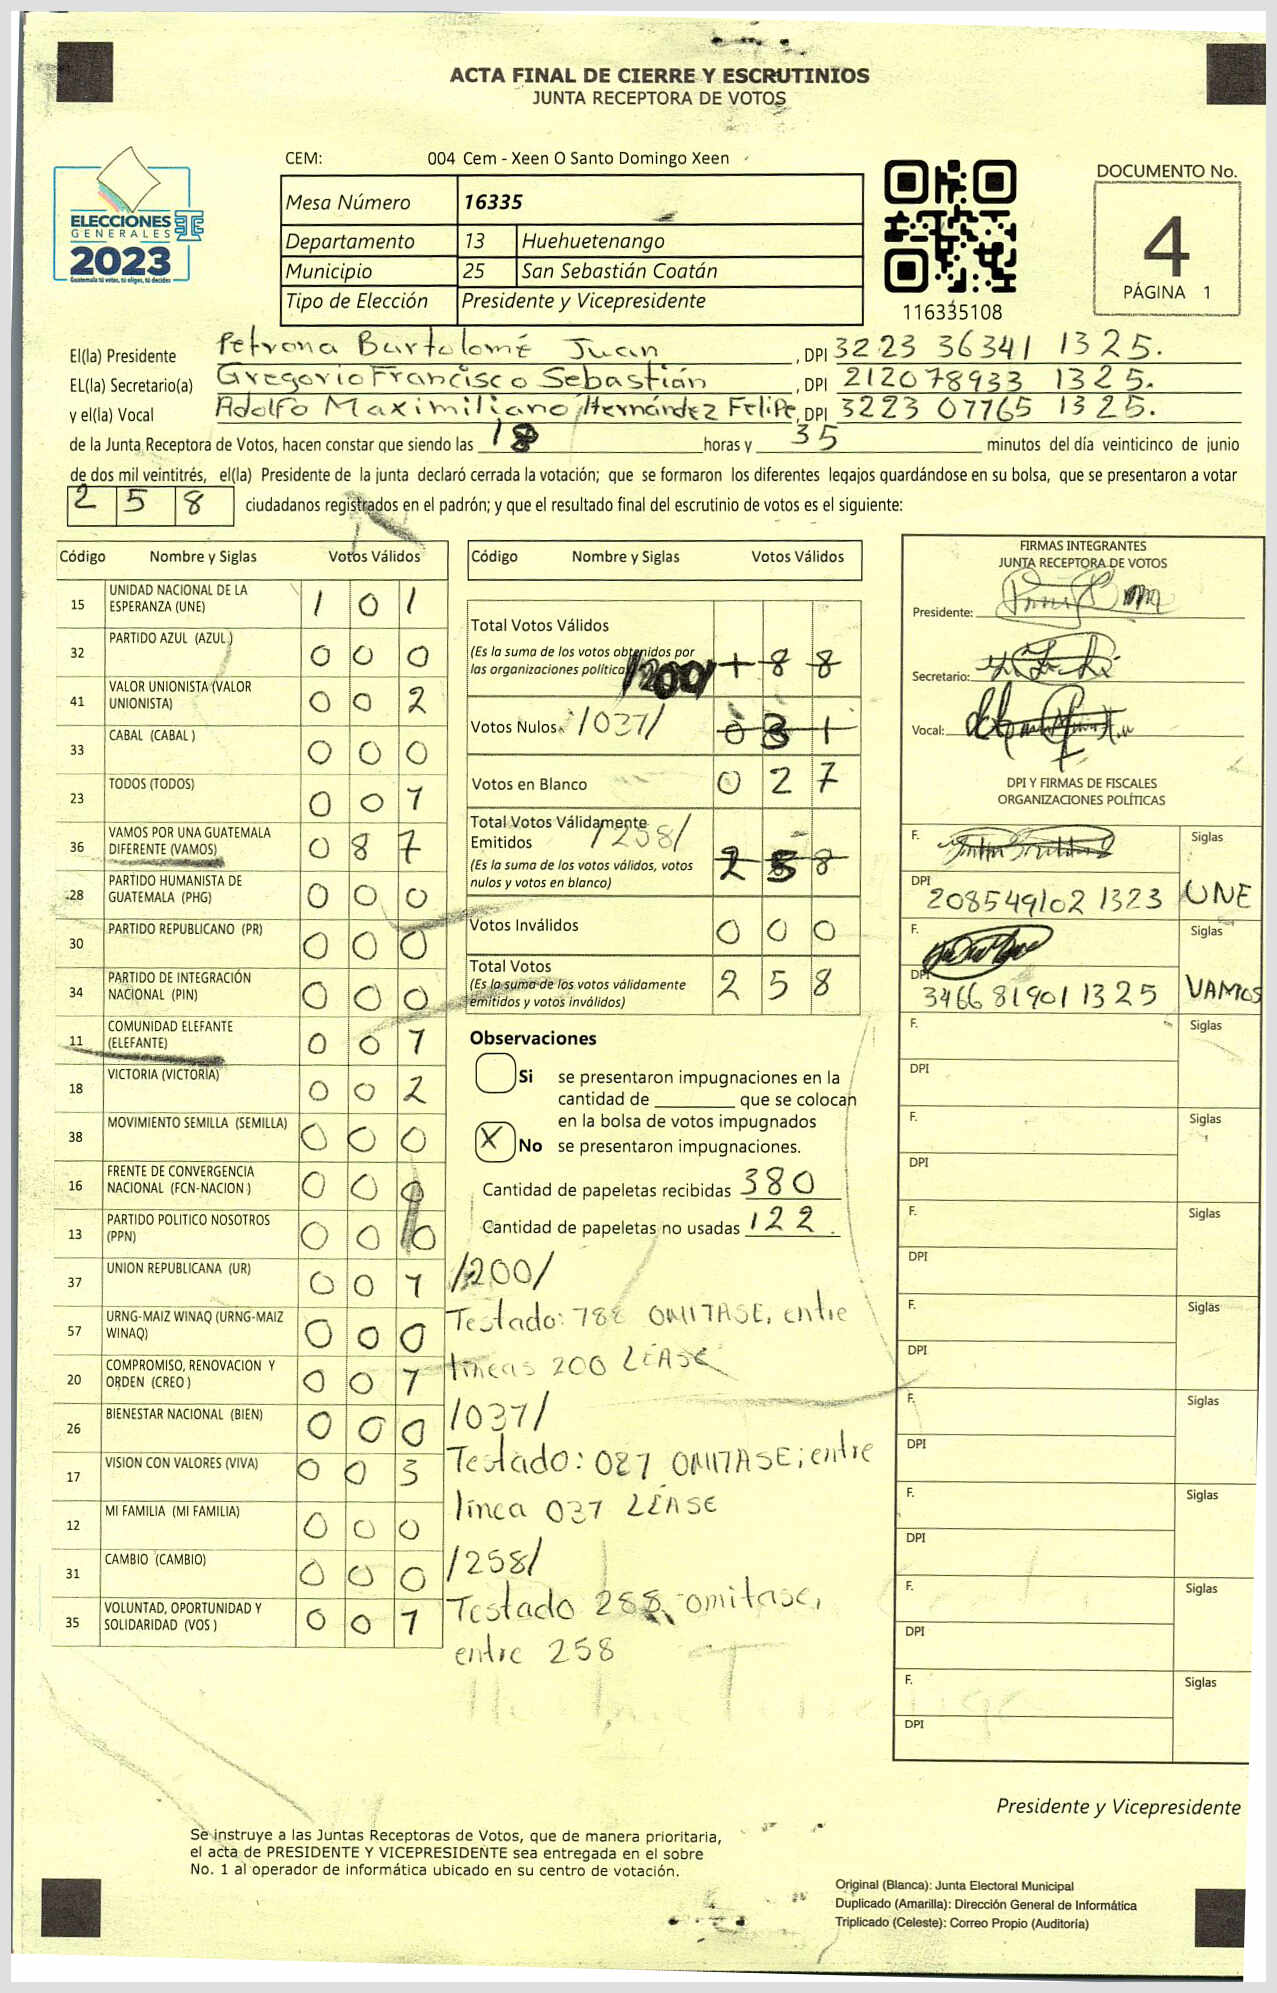 ACTA FINAL DE CIERRE Y ESCRUTINIOS
JUNTA RECEPTORA DE VOTOS
ELECCIONES
GENERALES
2023
Guatemala tú votas, tú eliges, tú decides
CEM: 004 Cem - Xeen O Santo Domingo Xeen
Mesa Número 16335
Departamento 13 Huehuetenango
Municipio 25 San Sebastián Coatán
Tipo de Elección Presidente y Vicepresidente
116335108
DOCUMENTO No.
4
PÁGINA 1
El(la) Presidente Petrona Bartolomé Juan, DPI 3223 36341 1325.
EL(la) Secretario(a) Gregorio Francisco Sebastián, DPI 212078933 1325.
y el(la) Vocal Adolfo Maximiliano Hernández Felipe, DPI 3223 07765 1325.
de la Junta Receptora de Votos, hacen constar que siendo las 18 horas y 35 minutos del día veinticinco de junio
de dos mil veintitrés, el(la) Presidente de la junta declaró cerrada la votación; que se formaron los diferentes legajos quardándose en su bolsa, que se presentaron a votar
258 ciudadanos registrados en el padrón; y que el resultado final del escrutinio de votos es el siguiente:
Código Nombre y Siglas Votos Válidos
15 UNIDAD NACIONAL DE LA ESPERANZA (UNE) 1 0 1
32 PARTIDO AZUL (AZUL) 0 0 0
41 VALOR UNIONISTA (VALOR UNIONISTA) 0 0 2
33 CABAL (CABAL) 0 0 0
23 TODOS (TODOS) 0 0 1
36 VAMOS POR UNA GUATEMALA DIFERENTE (VAMOS) 0 8 7
28 PARTIDO HUMANISTA DE GUATEMALA (PHG) 0 0 0
30 PARTIDO REPUBLICANO (PR) 0 0 0
34 PARTIDO DE INTEGRACIÓN NACIONAL (PIN) 0 0 0
11 COMUNIDAD ELEFANTE (ELEFANTE) 0 0 1
18 VICTORIA (VICTORIA) 0 0 2
38 MOVIMIENTO SEMILLA (SEMILLA) 0 0 0
16 FRENTE DE CONVERGENCIA NACIONAL (FCN-NACION) 0 0 0
13 PARTIDO POLITICO NOSOTROS (PPN) 0 0 0
37 UNION REPUBLICANA (UR) 0 0 1
57 URNG-MAIZ WINAQ (URNG-MAIZ WINAQ) 0 0 0
20 COMPROMISO, RENOVACION Y ORDEN (CREO) 0 0 1
26 BIENESTAR NACIONAL (BIEN) 0 0 0
17 VISION CON VALORES (VIVA) 0 0 3
12 MI FAMILIA (MI FAMILIA) 0 0 0
31 CAMBIO (CAMBIO) 0 0 0
35 VOLUNTAD, OPORTUNIDAD Y SOLIDARIDAD (VOS) 0 0 1
Código Nombre y Siglas Votos Válidos
Total Votos Válidos
(Es la suma de los votos obtenidos por
las organizaciones políticas /200/ 1 8 8
Votos Nulos /037/ 0 3 1
Votos en Blanco 0 2 7
Total Votos Válidamente
Emitidos /258/ 2 5 8
(Es la suma de los votos válidos, votos
nulos y votos en blanco)
Votos Inválidos 0 0 0
Total Votos 2 5 8
(Es la suma de los votos válidamente
emitidos y votos inválidos)
Observaciones
Si se presentaron impugnaciones en la
cantidad de ________ que se colocan
en la bolsa de votos impugnados
X No se presentaron impugnaciones.
Cantidad de papeletas recibidas 380
Cantidad de papeletas no usadas 122.
/200/
Testado: 788 OMITASE, entre
lineas 200 LÉASE
/037/
Testado: 087 OMITASE; entre
línea 037 LÉASE
/258/
Testado 288 omitase,
entre 258
FIRMAS INTEGRANTES
JUNTA RECEPTORA DE VOTOS
Presidente:
Secretario:
Vocal:
DPI Y FIRMAS DE FISCALES
ORGANIZACIONES POLÍTICAS
F. Siglas
DPI 208549102 1323 UNE
F. Siglas
DPI 3466 81901 1325 VAMOS
F. Siglas
DPI
F. Siglas
DPI
F. Siglas
DPI
F. Siglas
DPI
F. Siglas
DPI
F. Siglas
DPI
F. Siglas
DPI
F. Siglas
DPI
Presidente y Vicepresidente
Se instruye a las Juntas Receptoras de Votos, que de manera prioritaria,
el acta de PRESIDENTE Y VICEPRESIDENTE sea entregada en el sobre
No. 1 al operador de informática ubicado en su centro de votación.
Original (Blanca): Junta Electoral Municipal
Duplicado (Amarilla): Dirección General de Informática
Triplicado (Celeste): Correo Propio (Auditoría)